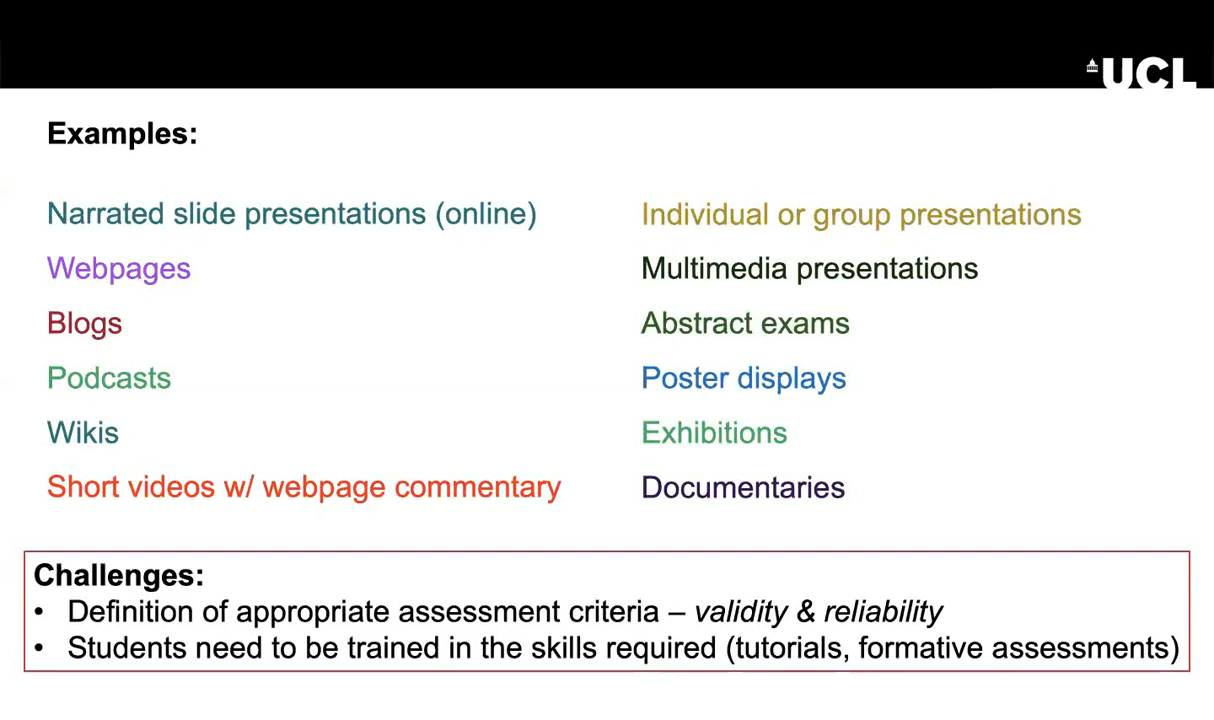 UCL
Examples:
Narrated slide presentations (online)
Webpages
Blogs
Podcasts
Wikis
Short videos w/ webpage commentary
Individual or group presentations
Multimedia presentations
Abstract exams
Poster displays
Exhibitions
Documentaries
Challenges:
• Definition of appropriate assessment criteria – validity & reliability
• Students need to be trained in the skills required (tutorials, formative assessments)